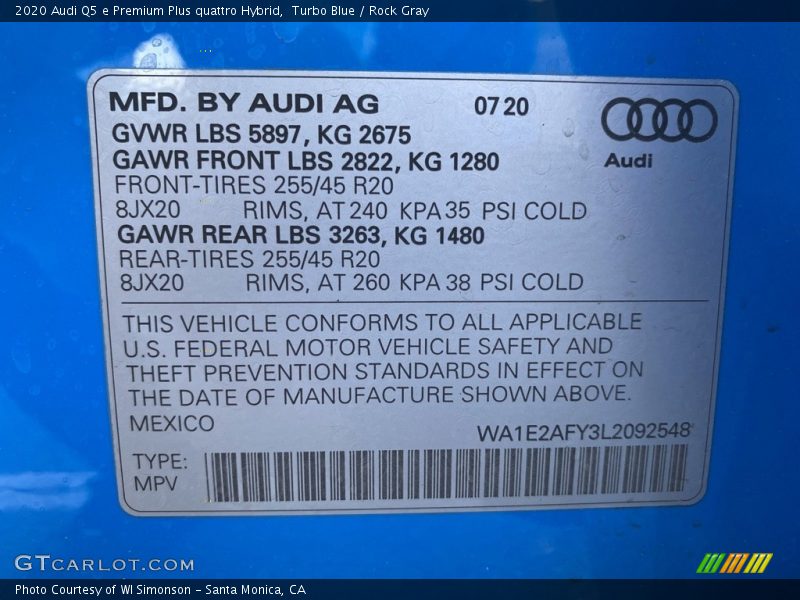 2020 Audi Q5 e Premium Plus quattro Hybrid,  Turbo Blue / Rock Gray
MFD. BY AUDI AG 07 20
GVWR LBS 5897, KG 2675
GAWR FRONT LBS 2822, KG 1280
Audi
FRONT-TIRES 255/45 R20
8JX20 RIMS, AT 240 KPA 35 PSI COLD
GAWR REAR LBS 3263, KG 1480
REAR-TIRES 255/45 R20
8JX20 RIMS, AT 260 KPA 38 PSI COLD
THIS VEHICLE CONFORMS TO ALL APPLICABLE
U.S. FEDERAL MOTOR VEHICLE SAFETY AND
THEFT PREVENTION STANDARDS IN EFFECT ON
THE DATE OF MANUFACTURE SHOWN ABOVE.
MEXICO
WA1E2AFY3L2092548
TYPE:
MPV
GTCARLOT.COM
Photo Courtesy of WI Simonson - Santa Monica, CA